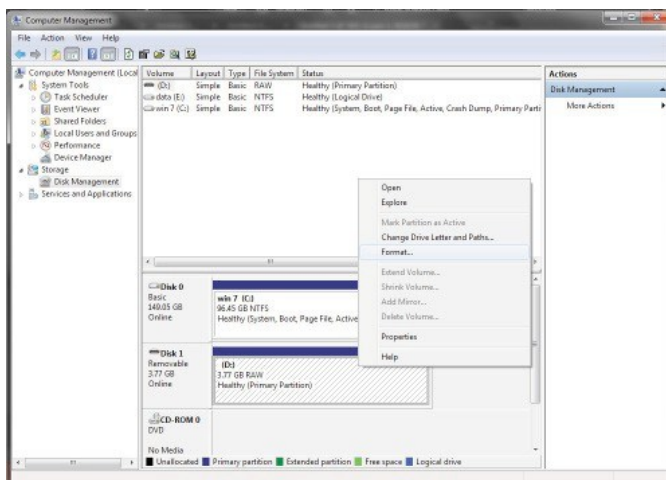 Computer Management
File Action View Help
Computer Management (Local
System Tools
Task Scheduler
Event Viewer
Shared Folders
Local Users and Groups
Performance
Device Manager
Storage
Disk Management
Services and Applications
Volume Layout Type File System Status
(D:) Simple Basic RAW Healthy (Primary Partition)
data (E:) Simple Basic NTFS Healthy (Logical Drive)
win 7 (C:) Simple Basic NTFS Healthy (System, Boot, Page File, Active, Crash Dump, Primary Parti
Actions
Disk Management
More Actions
Open
Explore
Mark Partition as Active
Change Drive Letter and Paths...
Format...
Extend Volume...
Shrink Volume...
Add Mirror...
Delete Volume...
Properties
Help
Disk 0
Basic
149.05 GB
Online
win 7 (C:)
96.45 GB NTFS
Healthy (System, Boot, Page File, Active
Disk 1
Removable
3.77 GB
Online
(D:)
3.77 GB RAW
Healthy (Primary Partition)
CD-ROM 0
DVD
No Media
Unallocated Primary partition Extended partition Free space Logical drive